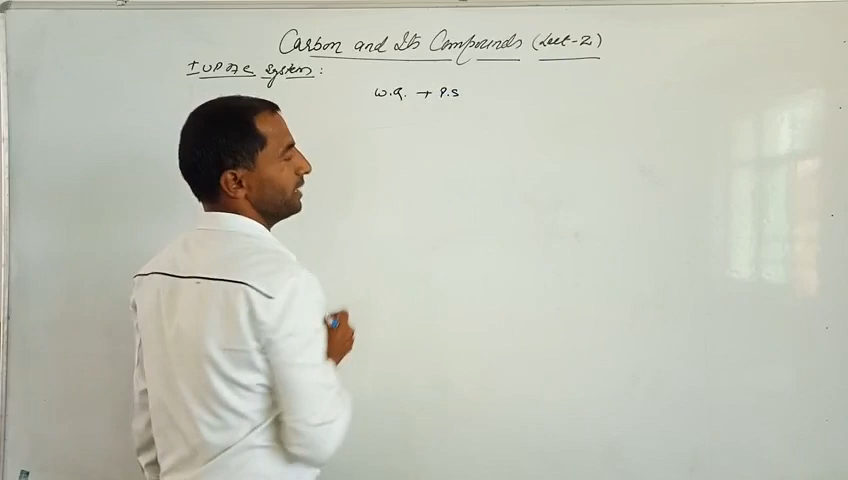 Carbon and Its Compounds (Lect-2)
IUPAC System:
W.R. → P.S